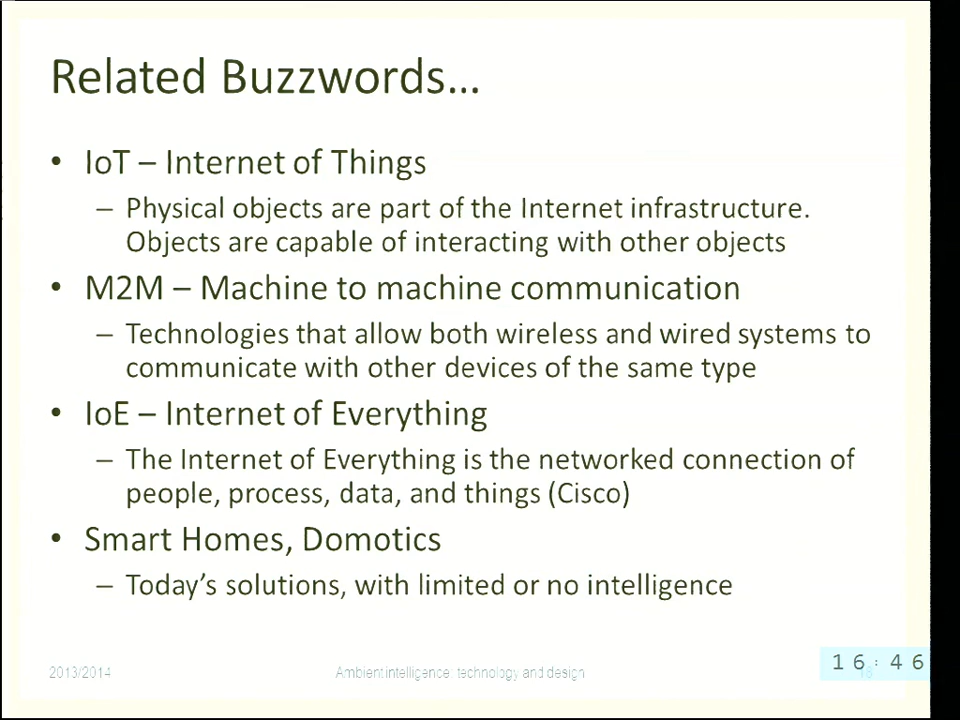 Related Buzzwords…
• IoT – Internet of Things
– Physical objects are part of the Internet infrastructure.
Objects are capable of interacting with other objects
• M2M – Machine to machine communication
– Technologies that allow both wireless and wired systems to
communicate with other devices of the same type
• IoE – Internet of Everything
– The Internet of Everything is the networked connection of
people, process, data, and things (Cisco)
• Smart Homes, Domotics
– Today's solutions, with limited or no intelligence
2013/2014
Ambient intelligence: technology and design
16:46